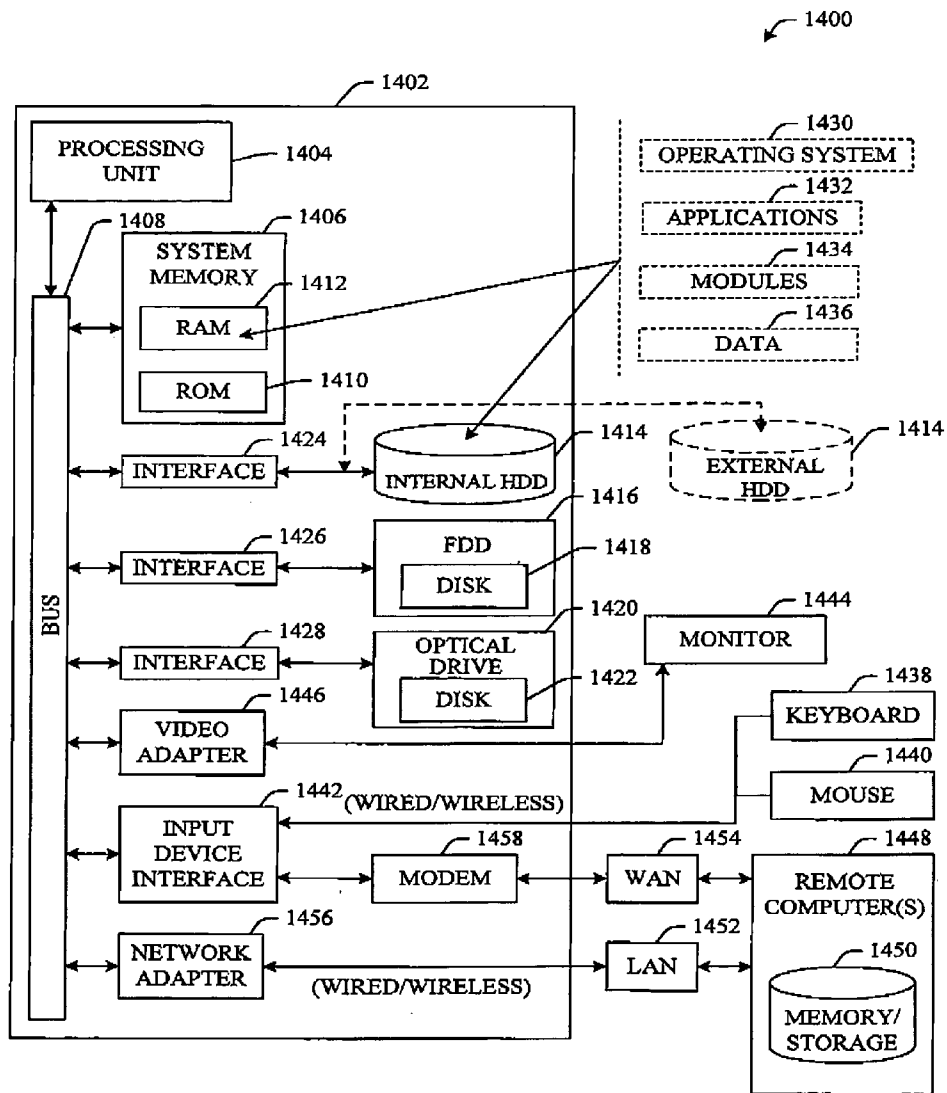 1400
1402
PROCESSING
UNIT
1404
1408
1406
SYSTEM
MEMORY
1412
RAM
1410
ROM
1430
OPERATING SYSTEM
1432
APPLICATIONS
1434
MODULES
1436
DATA
BUS
1424
INTERFACE
INTERNAL HDD
1414
EXTERNAL
HDD
1414
1416
FDD
1418
DISK
1426
INTERFACE
1420
OPTICAL
DRIVE
1422
DISK
1428
INTERFACE
1444
MONITOR
1446
VIDEO
ADAPTER
1438
KEYBOARD
1440
MOUSE
1442
INPUT
DEVICE
INTERFACE
(WIRED/WIRELESS)
1458
MODEM
1454
WAN
1448
REMOTE
COMPUTER(S)
1456
NETWORK
ADAPTER
(WIRED/WIRELESS)
1452
LAN
1450
MEMORY/
STORAGE